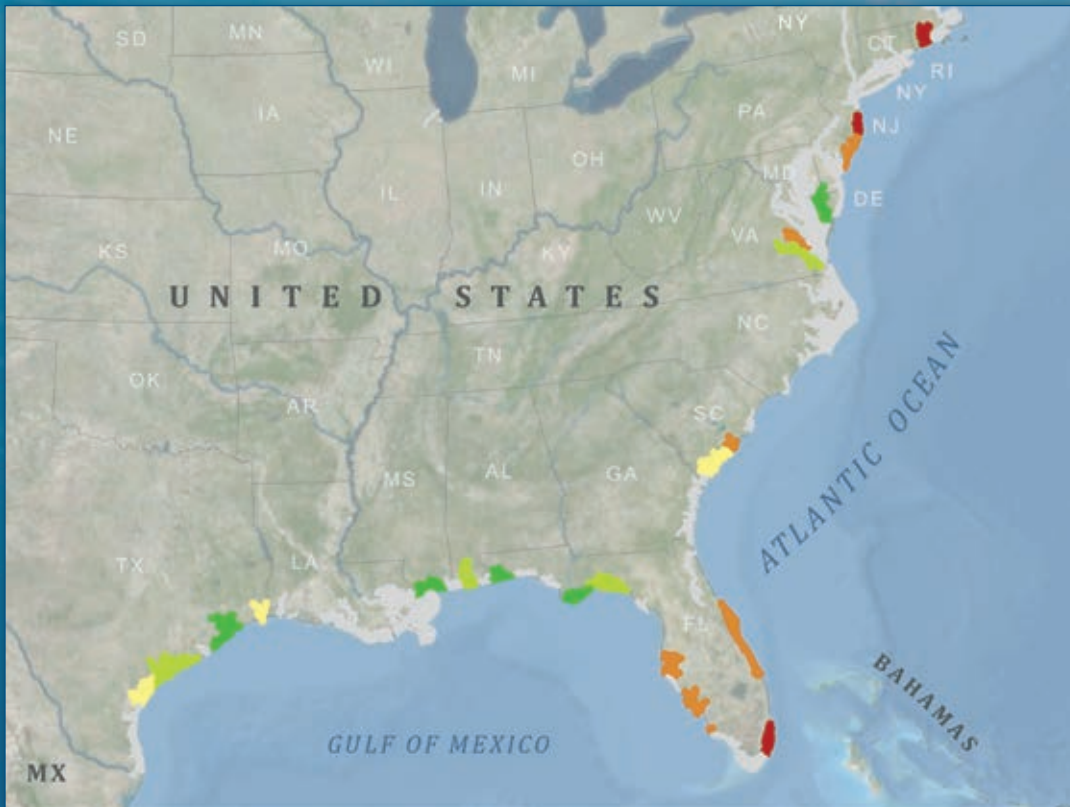 SD
MN
NY
WI
MI
CT
RI
NY
IA
NE
PA
NJ
OH
IL
IN
MD
DE
WV
VA
KS
MO
KY
UNITED STATES
NC
TN
OK
AR
SC
ATLANTIC OCEAN
MS
AL
GA
TX
LA
FL
BAHAMAS
GULF OF MEXICO
MX